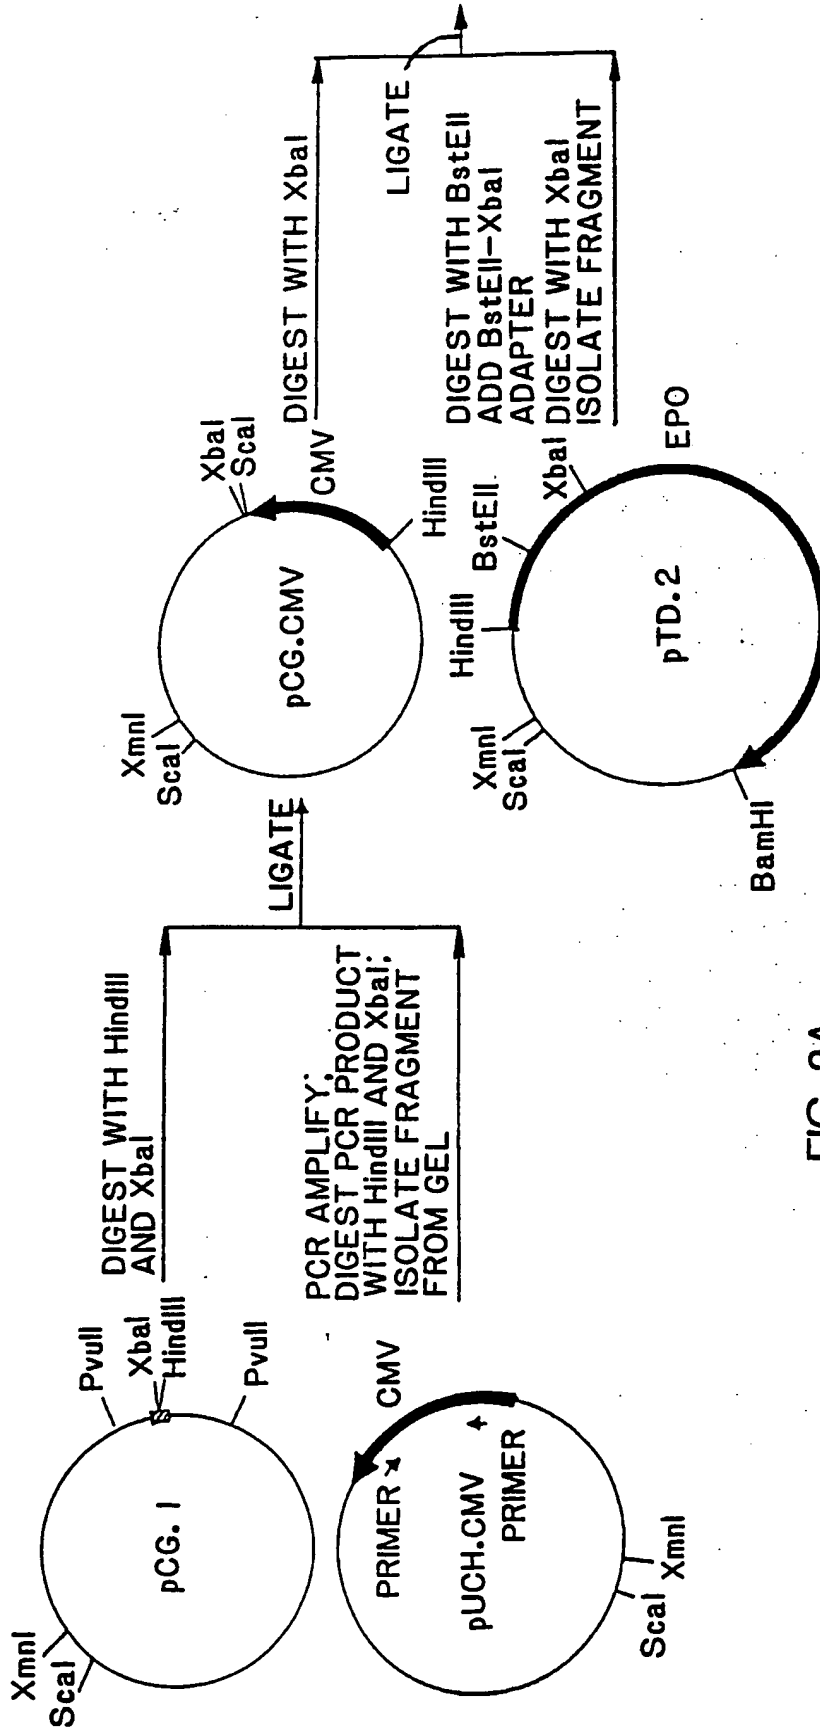 XmnI
ScaI
pCG.1
PvuII
XbaI
HindIII
PvuII
DIGEST WITH HindIII
AND XbaI
PRIMER
CMV
pUCH.CMV
PRIMER
ScaI
XmnI
PCR AMPLIFY;
DIGEST PCR PRODUCT
WITH HindIII AND XbaI;
ISOLATE FRAGMENT
FROM GEL
LIGATE
XmnI
ScaI
pCG.CMV
XbaI
ScaI
CMV
HindIII
DIGEST WITH XbaI
XmnI
ScaI
HindIII
BstEII
XbaI
pTD.2
EPO
BamHI
DIGEST WITH BstEII
ADD BstEII-XbaI
ADAPTER
DIGEST WITH XbaI
ISOLATE FRAGMENT
LIGATE
FIG. 2A